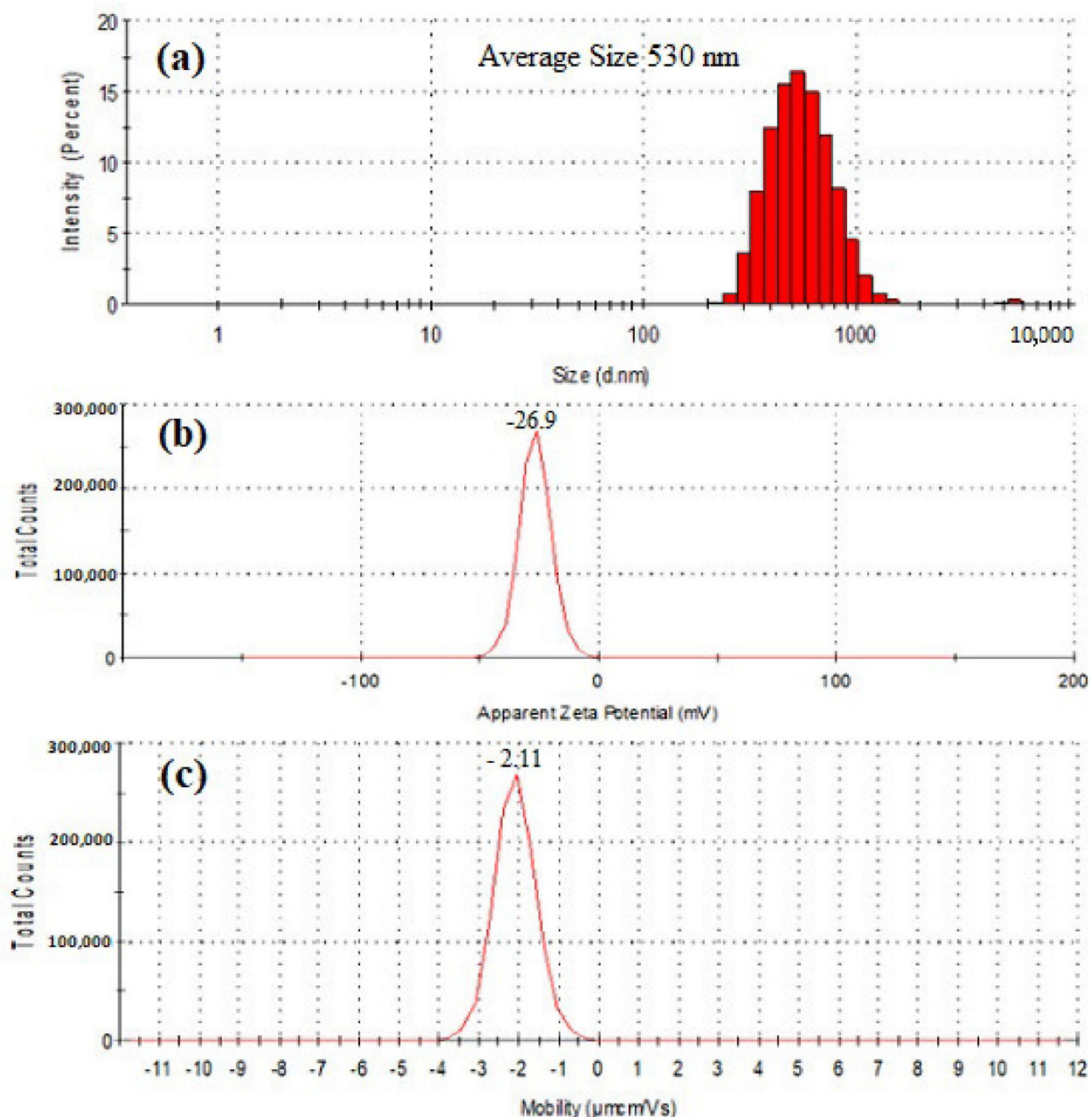 (a)
Average Size 530 nm
20
15
10
5
0
Intensity (Percent)
1 10 100 1000 10,000
Size (d.nm)
(b)
-26.9
300,000
200,000
100,000
0
Total Counts
-100 0 100 200
Apparent Zeta Potential (mV)
(c)
- 2.11
300,000
200,000
100,000
0
Total Counts
-11 -10 -9 -8 -7 -6 -5 -4 -3 -2 -1 0 1 2 3 4 5 6 7 8 9 10 11 12
Mobility (µmcm/Vs)